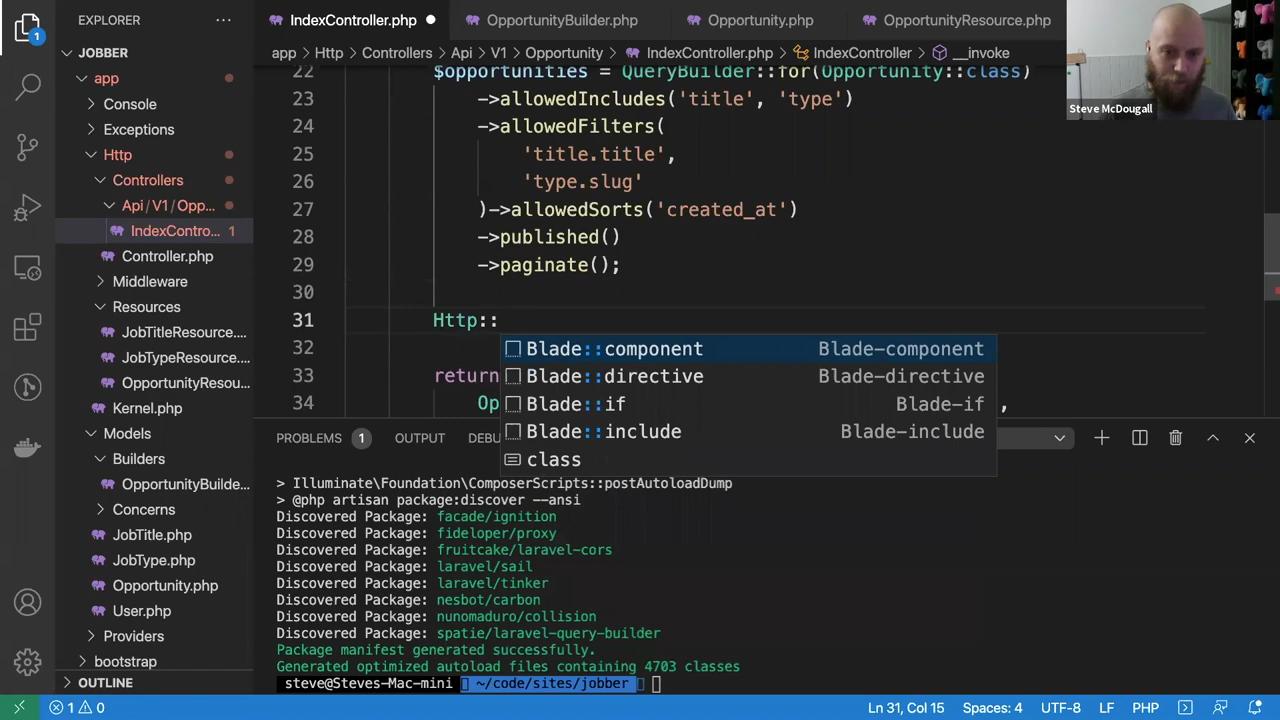 EXPLORER
IndexController.php
OpportunityBuilder.php
Opportunity.php
OpportunityResource.php
JOBBER
app > Http > Controllers > Api > V1 > Opportunity > IndexController.php > IndexController > __invoke
1
app
Console
Exceptions
Http
Controllers
Api / V1 / Opp...
IndexContro... 1
Controller.php
Middleware
Resources
JobTitleResource....
JobTypeResource....
OpportunityResou...
Kernel.php
Models
Builders
OpportunityBuilde...
Concerns
JobTitle.php
JobType.php
Opportunity.php
User.php
Providers
bootstrap
OUTLINE
22 $opportunities = QueryBuilder::for(Opportunity::class)
23 ->allowedIncludes('title', 'type')
24 ->allowedFilters(
25 'title.title',
26 'type.slug'
27 )->allowedSorts('created_at')
28 ->published()
29 ->paginate();
30
31 Http::
32
33 return
34 Op ,
Blade::component Blade-component
Blade::directive Blade-directive
Blade::if Blade-if
Blade::include Blade-include
class
Steve McDougall
PROBLEMS 1 OUTPUT DEBU
> Illuminate\Foundation\ComposerScripts::postAutoloadDump
> @php artisan package:discover --ansi
Discovered Package: facade/ignition
Discovered Package: fideloper/proxy
Discovered Package: fruitcake/laravel-cors
Discovered Package: laravel/sail
Discovered Package: laravel/tinker
Discovered Package: nesbot/carbon
Discovered Package: nunomaduro/collision
Discovered Package: spatie/laravel-query-builder
Package manifest generated successfully.
Generated optimized autoload files containing 4703 classes
steve@Steves-Mac-mini ~/code/sites/jobber
1 0 Ln 31, Col 15 Spaces: 4 UTF-8 LF PHP